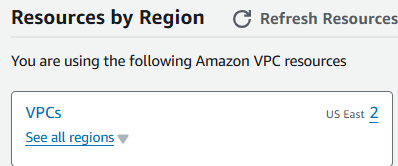 Resources by Region Refresh Resources
You are using the following Amazon VPC resources
VPCs US East 2
See all regions